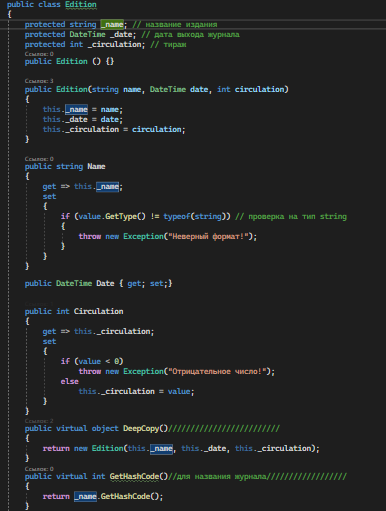 public class Edition
{
protected string _name; // название издания
protected DateTime _date; // дата выхода журнала
protected int _circulation; // тираж
Ссылок: 0
public Edition () {}
Ссылок: 3
public Edition(string name, DateTime date, int circulation)
{
this._name = name;
this._date = date;
this._circulation = circulation;
}
Ссылок: 0
public string Name
{
get => this._name;
set
{
if (value.GetType() != typeof(string)) // проверка на тип string
{
throw new Exception("Неверный формат!");
}
}
}
public DateTime Date { get; set;}
public int Circulation
{
get => this._circulation;
set
{
if (value < 0)
throw new Exception("Отрицательное число!");
else
this._circulation = value;
}
}
Ссылок: 2
public virtual object DeepCopy()/////////////////////////
{
return new Edition(this._name, this._date, this._circulation);
}
Ссылок: 0
public virtual int GetHashCode()//для названия журнала//////////////////
{
return _name.GetHashCode();
}